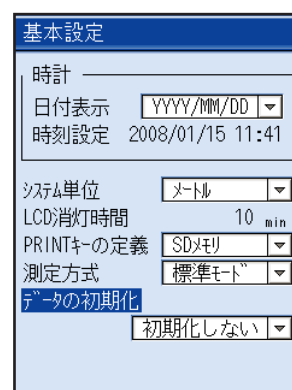 基本設定
時計
日付表示 YYYY/MM/DD
時刻設定 2008/01/15 11:41
ｼｽﾃﾑ単位 ﾒｰﾄﾙ
LCD消灯時間 10 min
PRINTｷｰの定義 SDﾒﾓﾘ
測定方式 標準ﾓｰﾄﾞ
ﾃﾞｰﾀの初期化
初期化しない